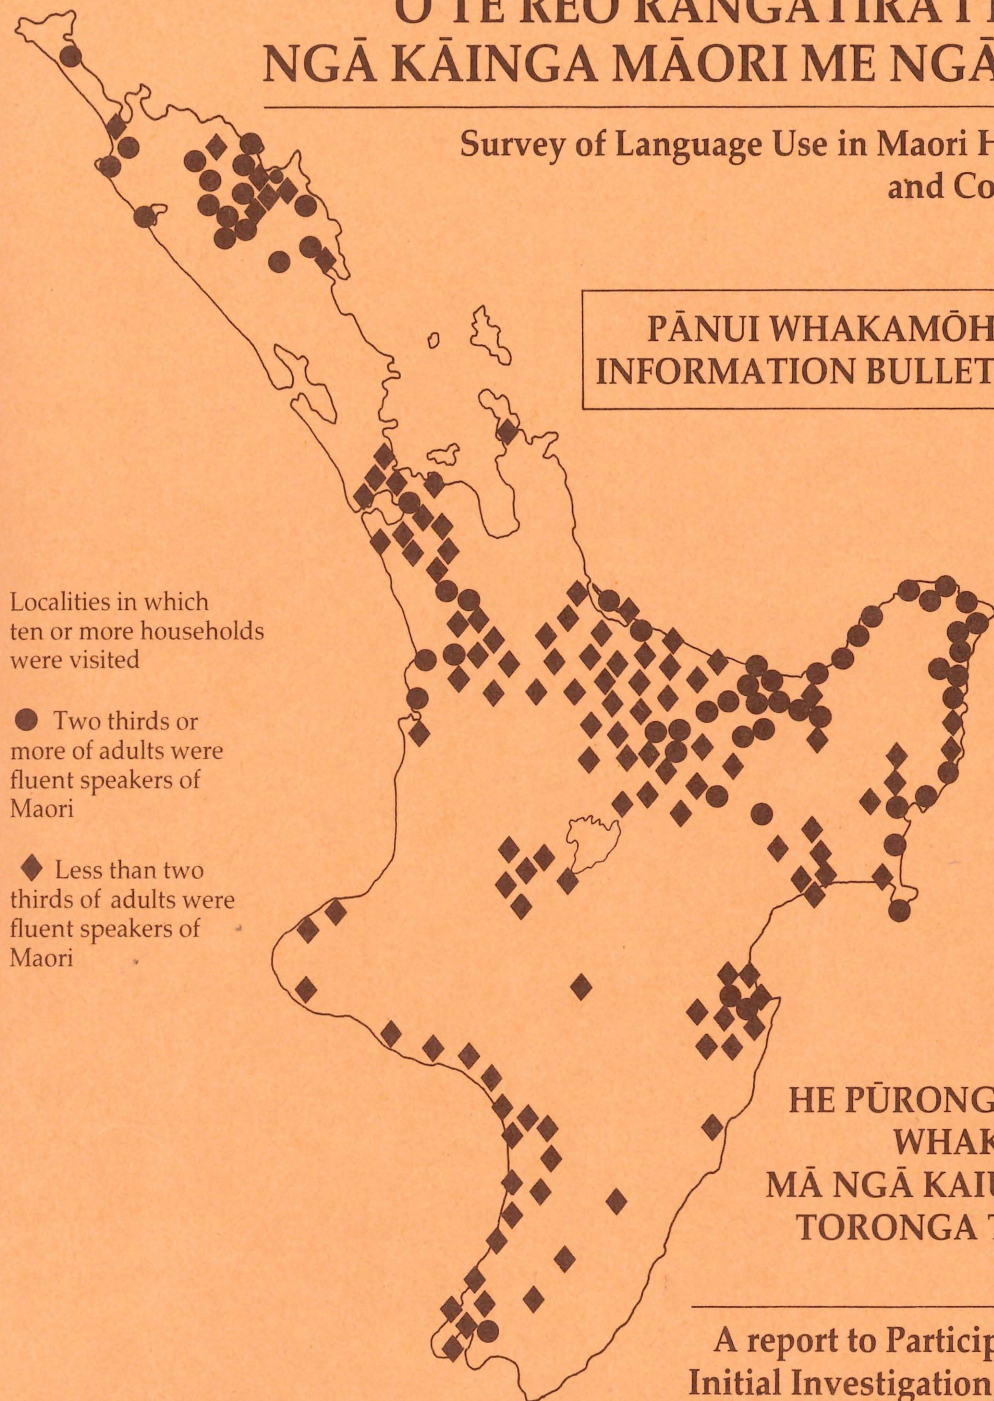 O TE REO RANGATIRA I
NGĀ KĀINGA MĀORI ME NGĀ
Survey of Language Use in Maori H
and Co
PĀNUI WHAKAMŌH
INFORMATION BULLET
Localities in which
ten or more households
were visited
Two thirds or
more of adults were
fluent speakers of
Maori
Less than two
thirds of adults were
fluent speakers of
Maori
HE PŪRONG
WHAK
MĀ NGĀ KAIU
TORONGA T
A report to Particip
Initial Investigation